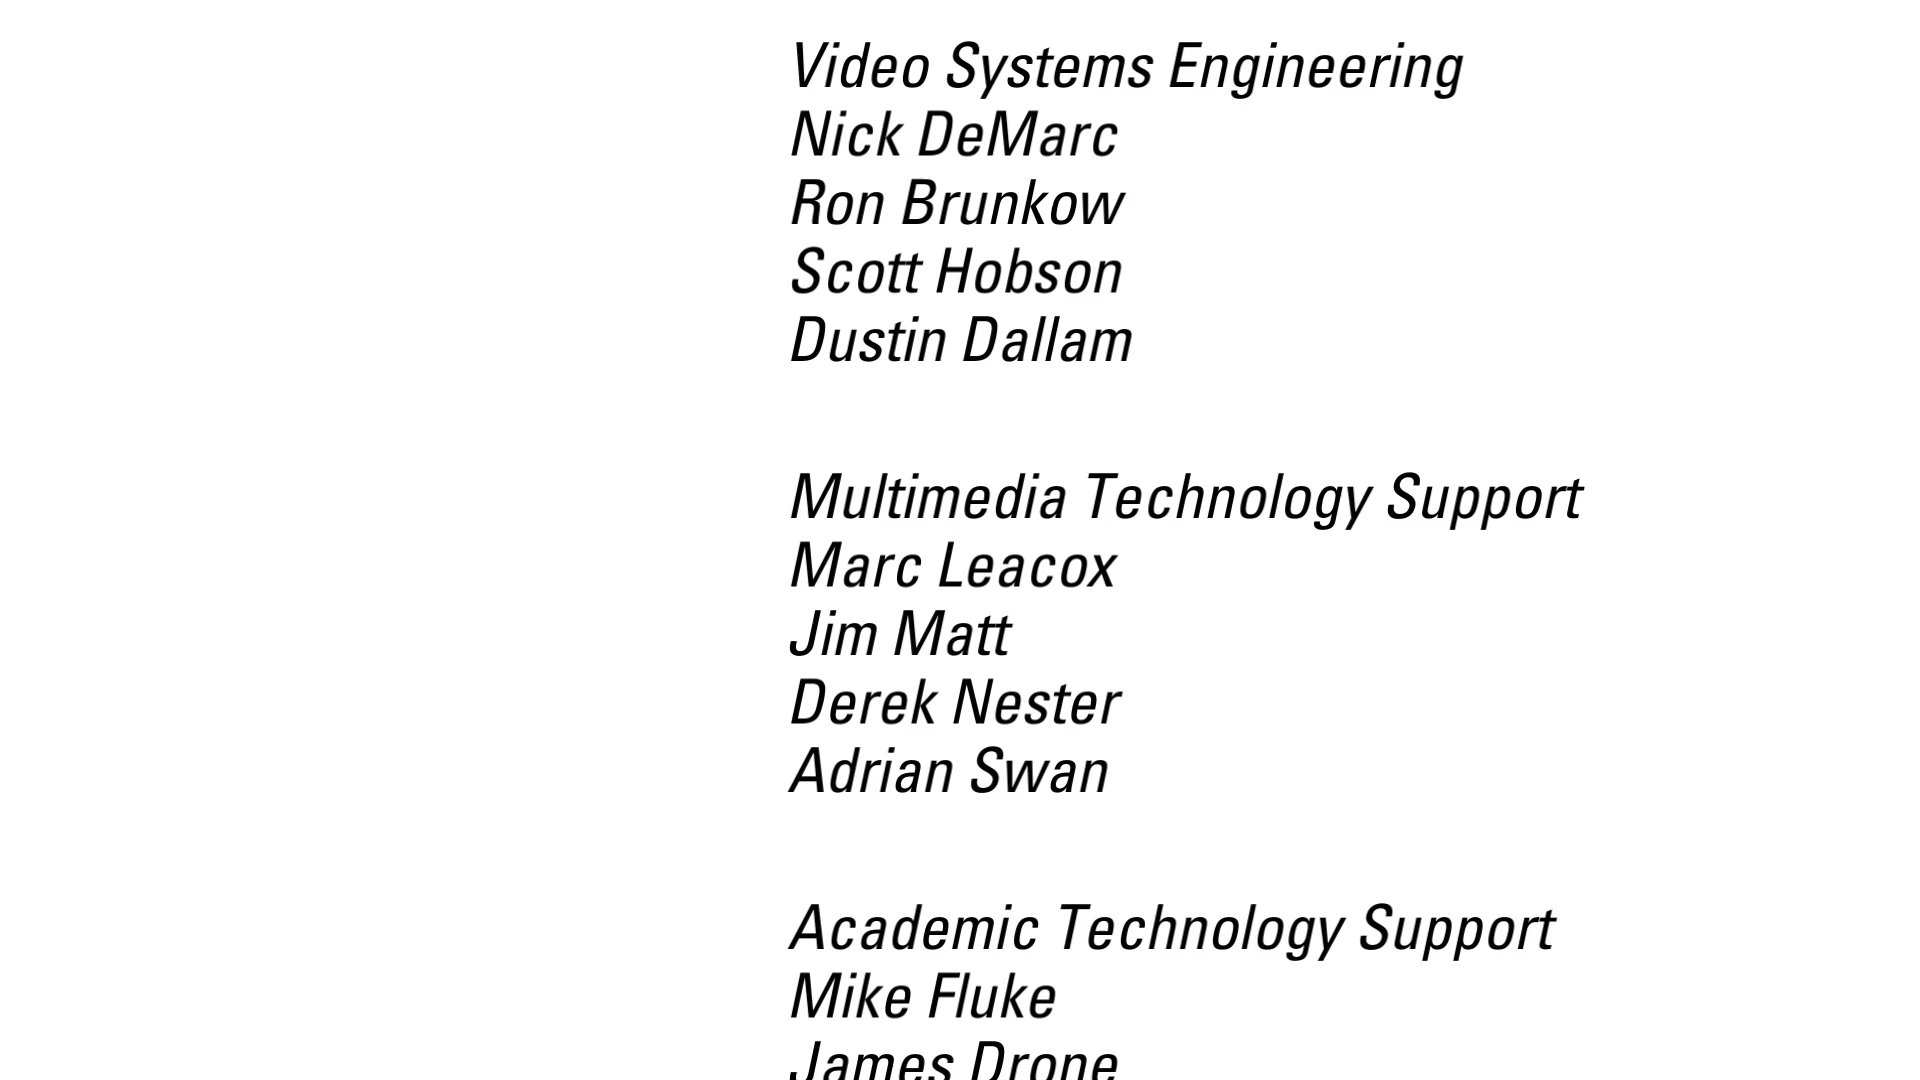 Video Systems Engineering
Nick DeMarc
Ron Brunkow
Scott Hobson
Dustin Dallam
Multimedia Technology Support
Marc Leacox
Jim Matt
Derek Nester
Adrian Swan
Academic Technology Support
Mike Fluke
James Drone